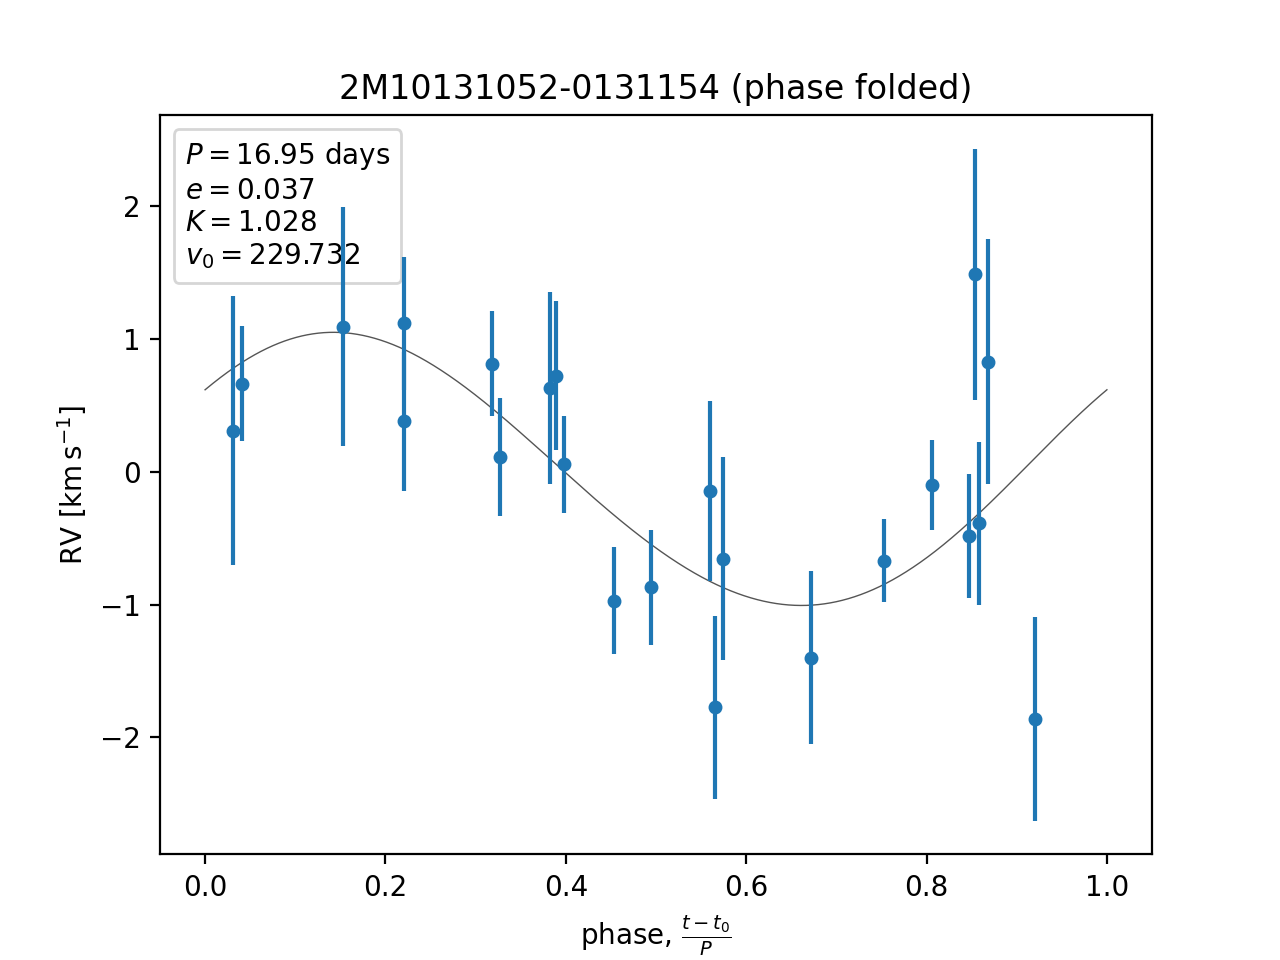 2M10131052-0131154 (phase folded)
P = 16.95 days
e = 0.037
K = 1.028
v₀ = 229.732
2
1
0
−1
−2
RV [km s⁻¹]
0.0 0.2 0.4 0.6 0.8 1.0
phase, (t − t₀)/P